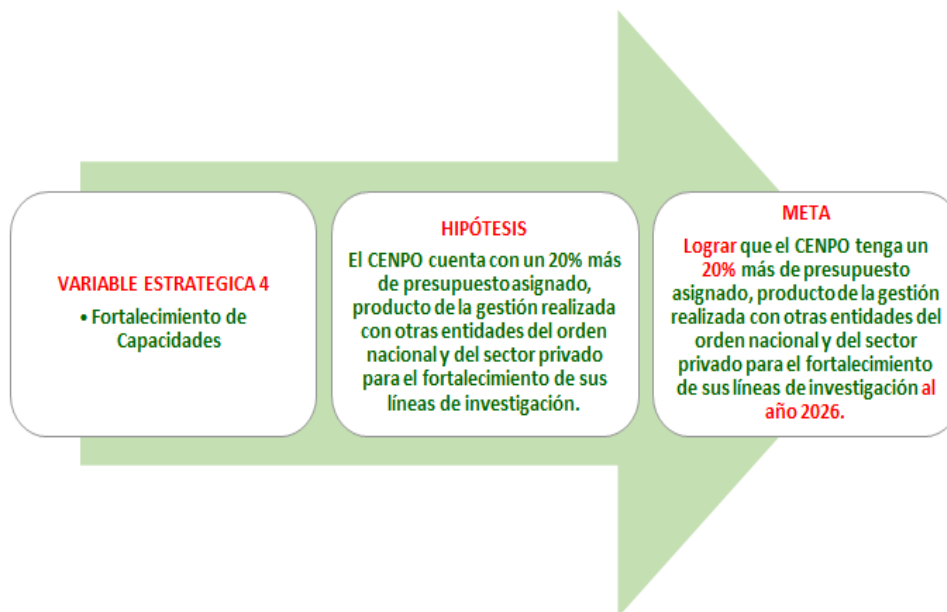 VARIABLE ESTRATEGICA 4
• Fortalecimiento de
Capacidades
HIPÓTESIS
El CENPO cuenta con un 20% más
de presupuesto asignado,
producto de la gestión realizada
con otras entidades del orden
nacional y del sector privado
para el fortalecimiento de sus
líneas de investigación.
META
Lograr que el CENPO tenga un
20% más de presupuesto
asignado, producto de la gestión
realizada con otras entidades del
orden nacional y del sector
privado para el fortalecimiento
de sus líneas de investigación al
año 2026.